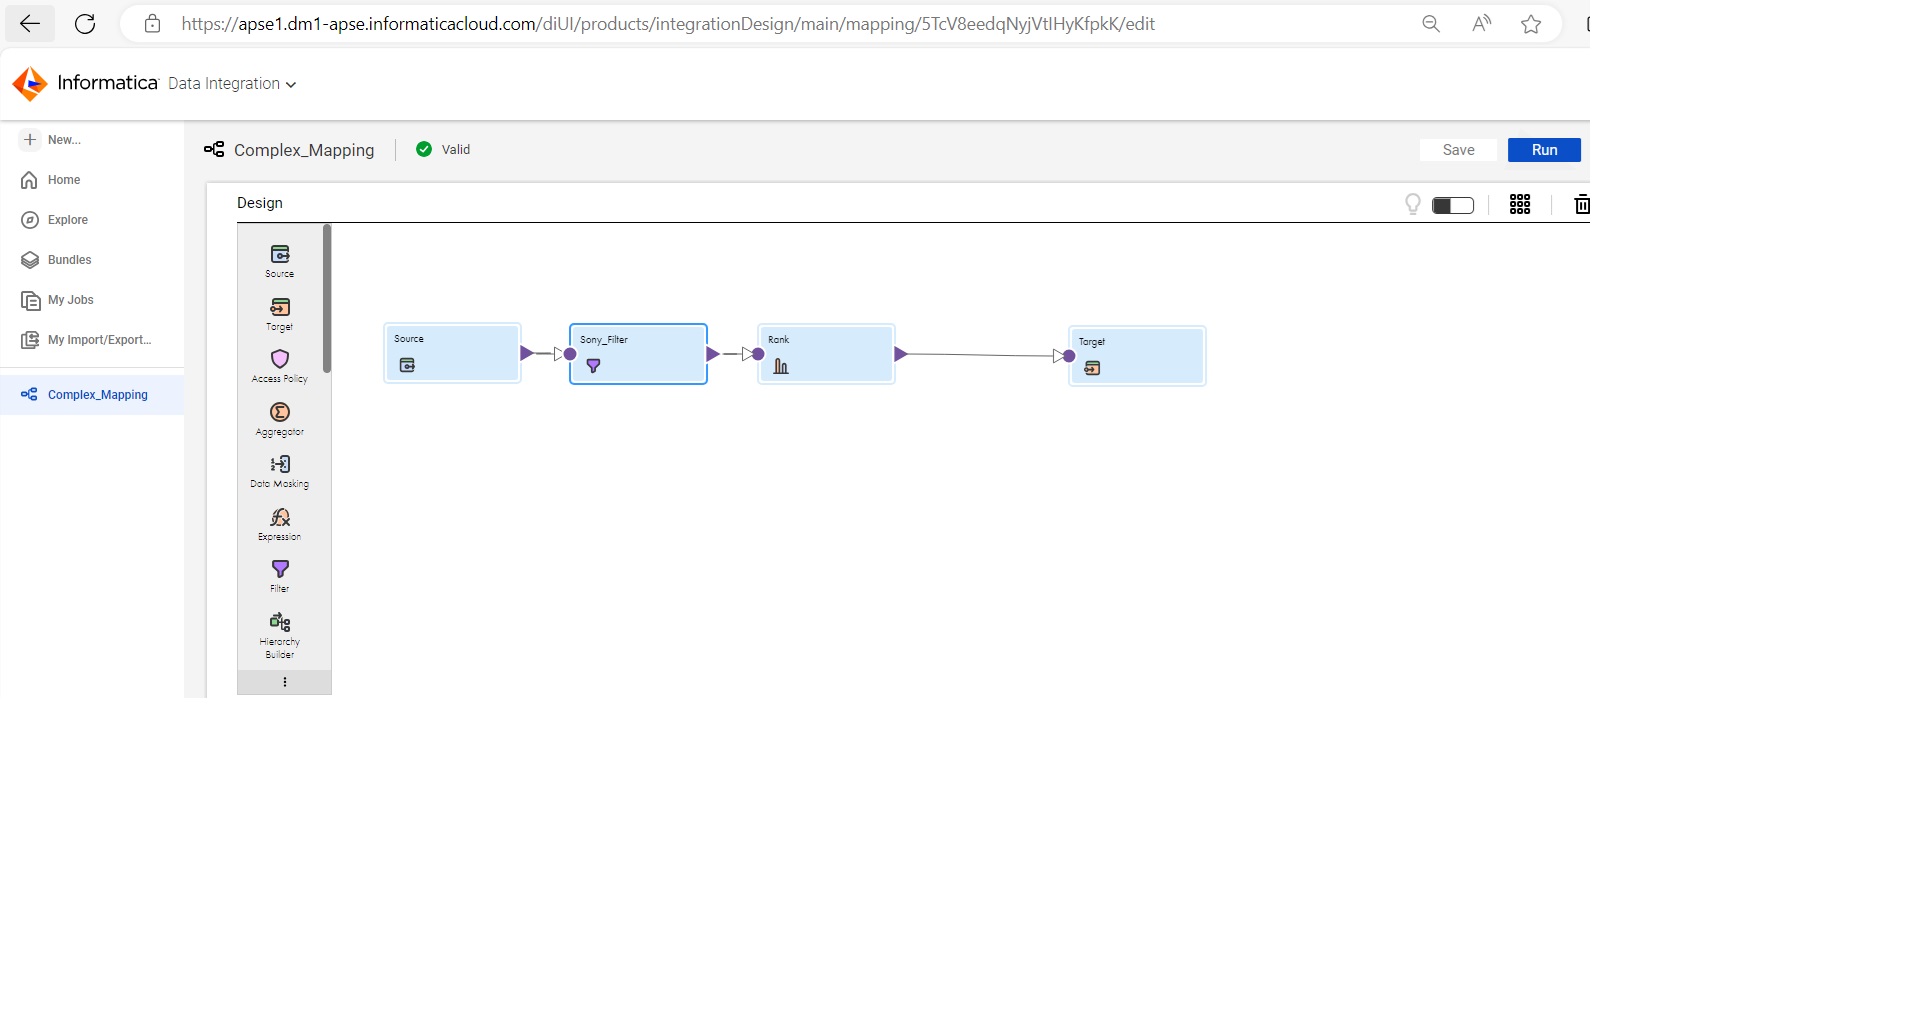 https://apse1.dm1-apse.informaticacloud.com/diUI/products/integrationDesign/main/mapping/5TcV8eedqNyjVtIHyKfpkK/edit
Informatica Data Integration
New...
Home
Explore
Bundles
My Jobs
My Import/Export...
Complex_Mapping
Complex_Mapping Valid Save Run
Design
Source
Target
Access Policy
Aggregator
Data Masking
Expression
Filter
Hierarchy
Builder
Source
Sony_Filter
Rank
Target